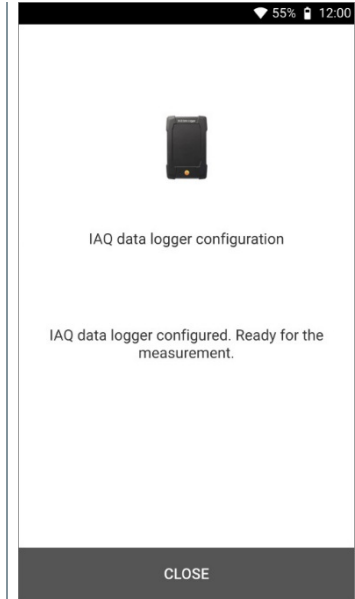 55% 12:00
IAQ data logger configuration
IAQ data logger configured. Ready for the
measurement.
CLOSE